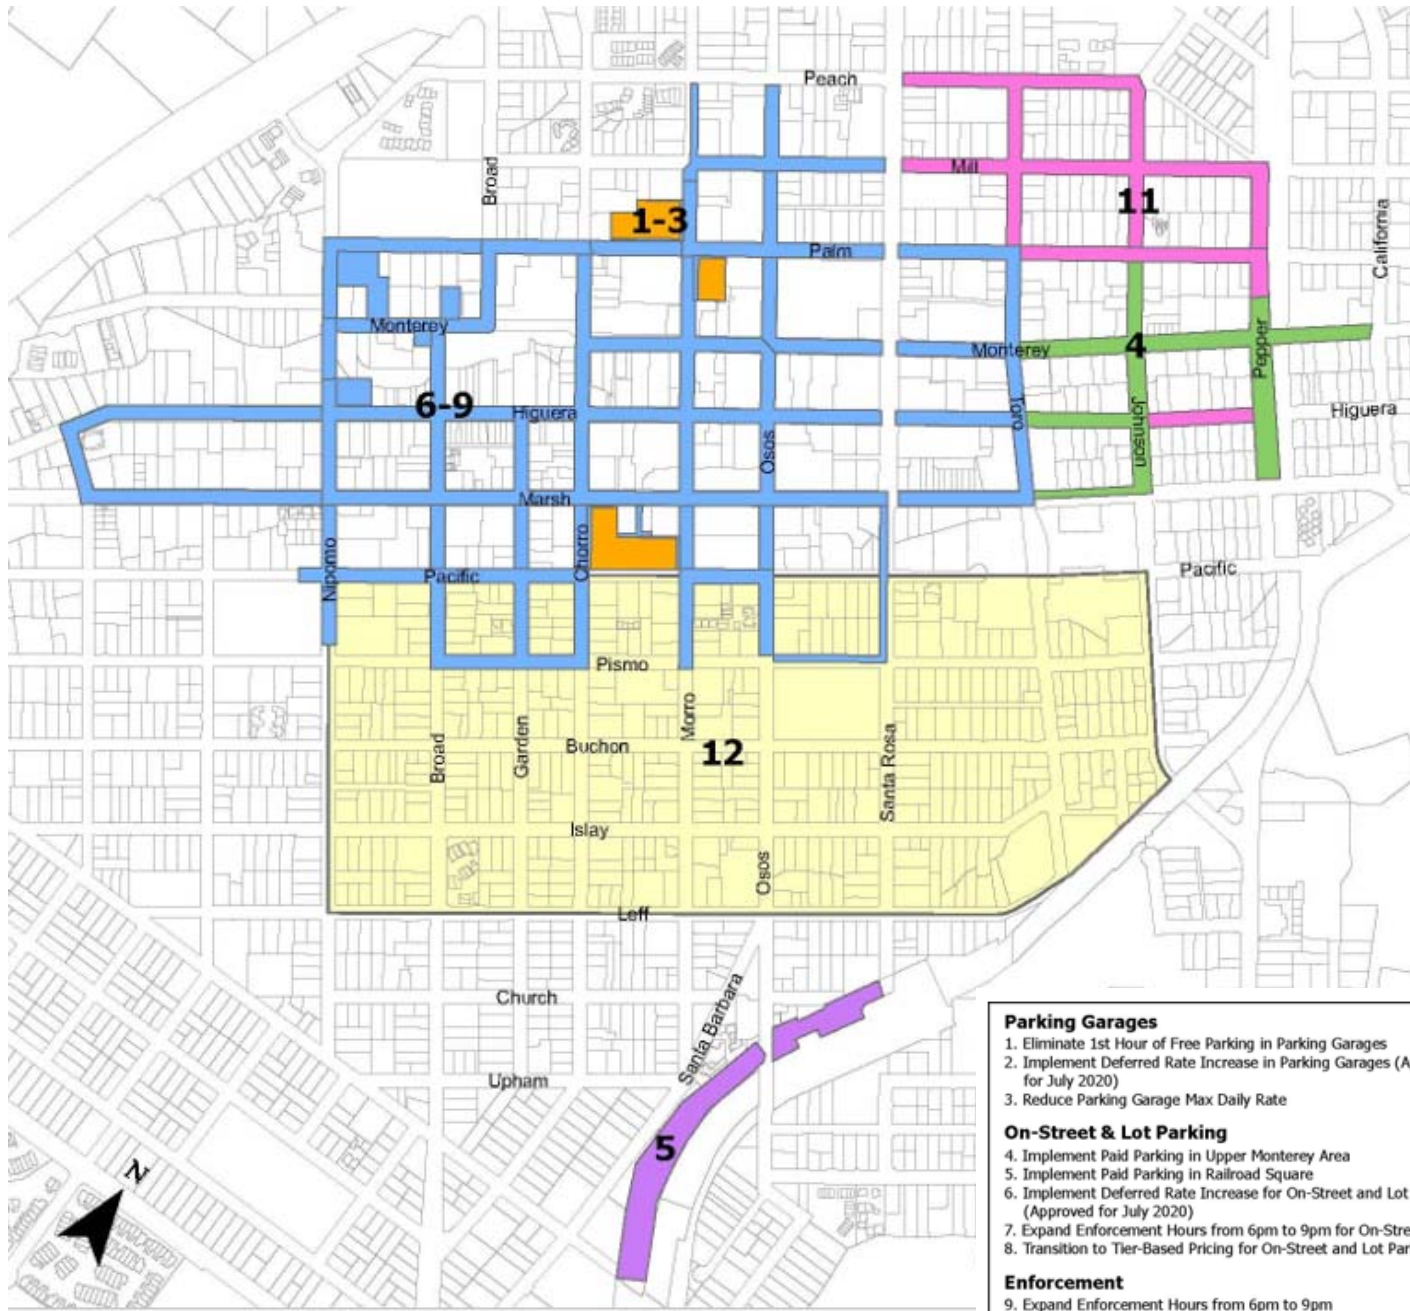 Peach
Mill
Broad
1-3
11
California
Palm
Monterey
Monterey
4
Pepper
6-9
Higuera
Osos
Toro
Johnson
Higuera
Marsh
Nipomo
Pacific
Chorro
Pacific
Pismo
Broad
Garden
Buchon
Morro
12
Santa Rosa
Islay
Osos
Leff
Church
Santa Barbara
Upham
5
N
Parking Garages
1. Eliminate 1st Hour of Free Parking in Parking Garages
2. Implement Deferred Rate Increase in Parking Garages (A
for July 2020)
3. Reduce Parking Garage Max Daily Rate
On-Street & Lot Parking
4. Implement Paid Parking in Upper Monterey Area
5. Implement Paid Parking in Railroad Square
6. Implement Deferred Rate Increase for On-Street and Lot
(Approved for July 2020)
7. Expand Enforcement Hours from 6pm to 9pm for On-Stre
8. Transition to Tier-Based Pricing for On-Street and Lot Par
Enforcement
9. Expand Enforcement Hours from 6pm to 9pm